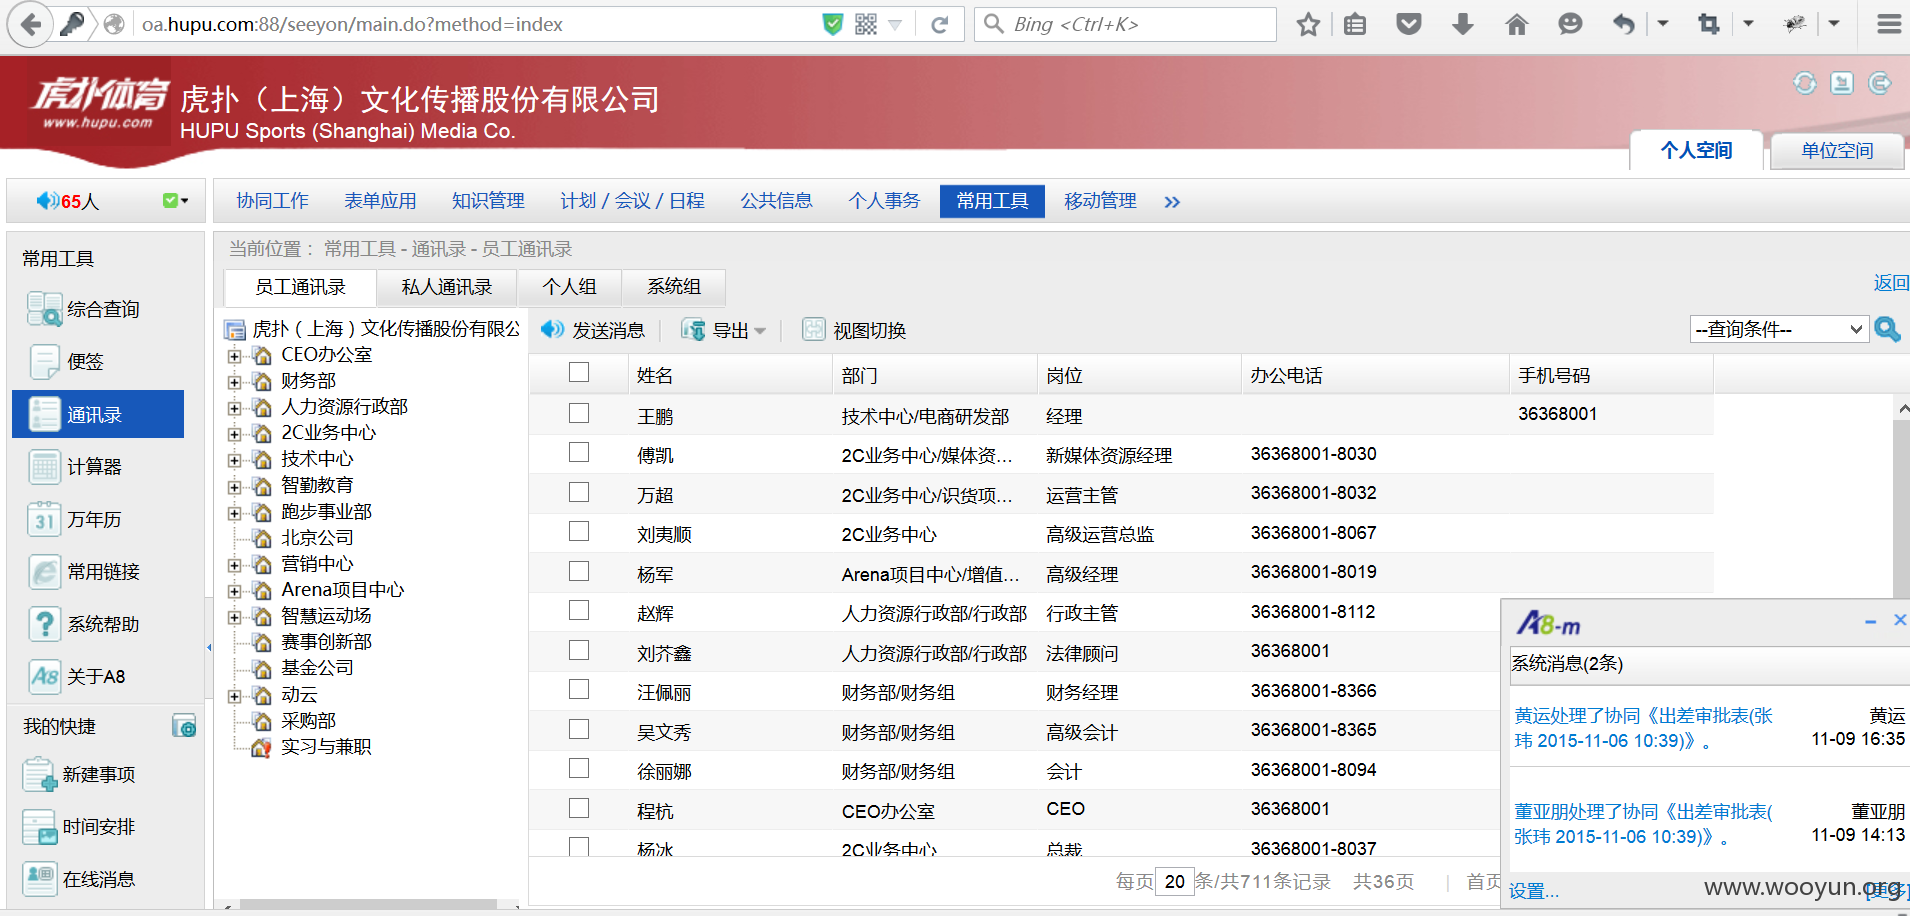 oa.hupu.com:88/seeyon/main.do?method=index
Bing <Ctrl+K>
虎扑体育
www.hupu.com
虎扑（上海）文化传播股份有限公司
HUPU Sports (Shanghai) Media Co.
个人空间
单位空间
65人
协同工作
表单应用
知识管理
计划 / 会议 / 日程
公共信息
个人事务
常用工具
移动管理
»
常用工具
综合查询
便签
通讯录
计算器
31
万年历
常用链接
系统帮助
A8
关于A8
我的快捷
新建事项
时间安排
在线消息
当前位置： 常用工具 - 通讯录 - 员工通讯录
员工通讯录
私人通讯录
个人组
系统组
返回
虎扑（上海）文化传播股份有限公
CEO办公室
财务部
人力资源行政部
2C业务中心
技术中心
智勤教育
跑步事业部
北京公司
营销中心
Arena项目中心
智慧运动场
赛事创新部
基金公司
动云
采购部
实习与兼职
发送消息
导出
视图切换
--查询条件--
姓名 部门 岗位 办公电话 手机号码
王鹏 技术中心/电商研发部 经理 36368001
傅凯 2C业务中心/媒体资... 新媒体资源经理 36368001-8030
万超 2C业务中心/识货项... 运营主管 36368001-8032
刘夷顺 2C业务中心 高级运营总监 36368001-8067
杨军 Arena项目中心/增值... 高级经理 36368001-8019
赵辉 人力资源行政部/行政部 行政主管 36368001-8112
刘芥鑫 人力资源行政部/行政部 法律顾问 36368001
汪佩丽 财务部/财务组 财务经理 36368001-8366
吴文秀 财务部/财务组 高级会计 36368001-8365
徐丽娜 财务部/财务组 会计 36368001-8094
程杭 CEO办公室 CEO 36368001
杨冰 2C业务中心 总裁 36368001-8037
每页 20 条/共711条记录 共36页
首页
A8-m
系统消息(2条)
黄运处理了协同《出差审批表(张
玮 2015-11-06 10:39)》。
黄运
11-09 16:35
董亚朋处理了协同《出差审批表(
张玮 2015-11-06 10:39)》。
董亚朋
11-09 14:13
设置...
[更多]
www.wooyun.org